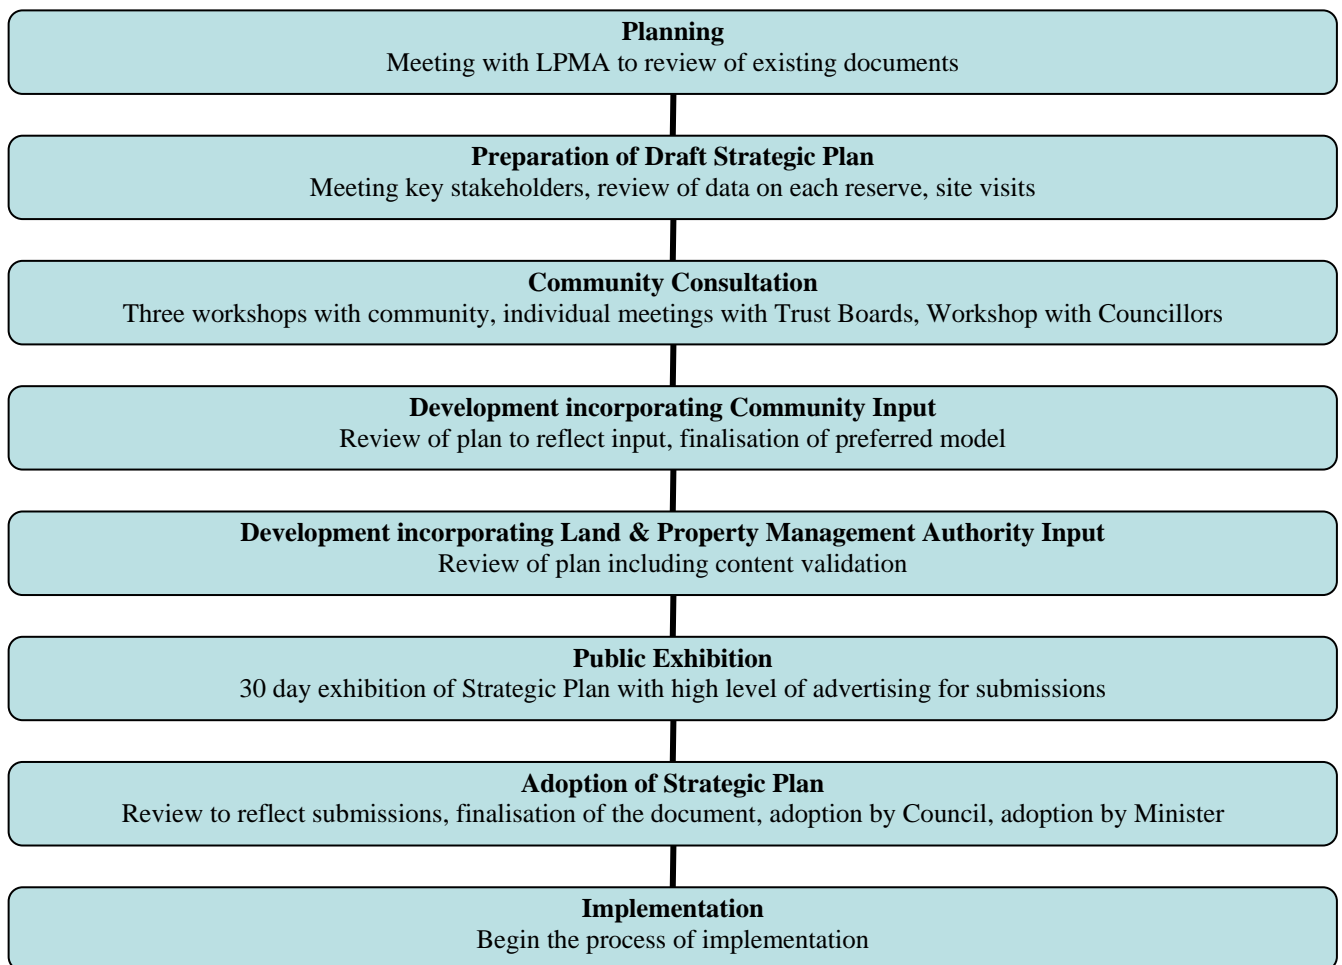 Planning
Meeting with LPMA to review of existing documents
Preparation of Draft Strategic Plan
Meeting key stakeholders, review of data on each reserve, site visits
Community Consultation
Three workshops with community, individual meetings with Trust Boards, Workshop with Councillors
Development incorporating Community Input
Review of plan to reflect input, finalisation of preferred model
Development incorporating Land & Property Management Authority Input
Review of plan including content validation
Public Exhibition
30 day exhibition of Strategic Plan with high level of advertising for submissions
Adoption of Strategic Plan
Review to reflect submissions, finalisation of the document, adoption by Council, adoption by Minister
Implementation
Begin the process of implementation